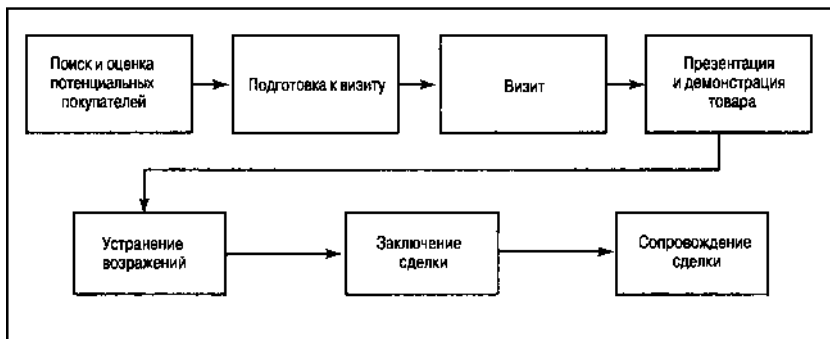 Поиск и оценка
потенциальных
покупателей
Подготовка к визиту
Визит
Презентация
и демонстрация
товара
Устранение
возражений
Заключение
сделки
Сопровождение
сделки